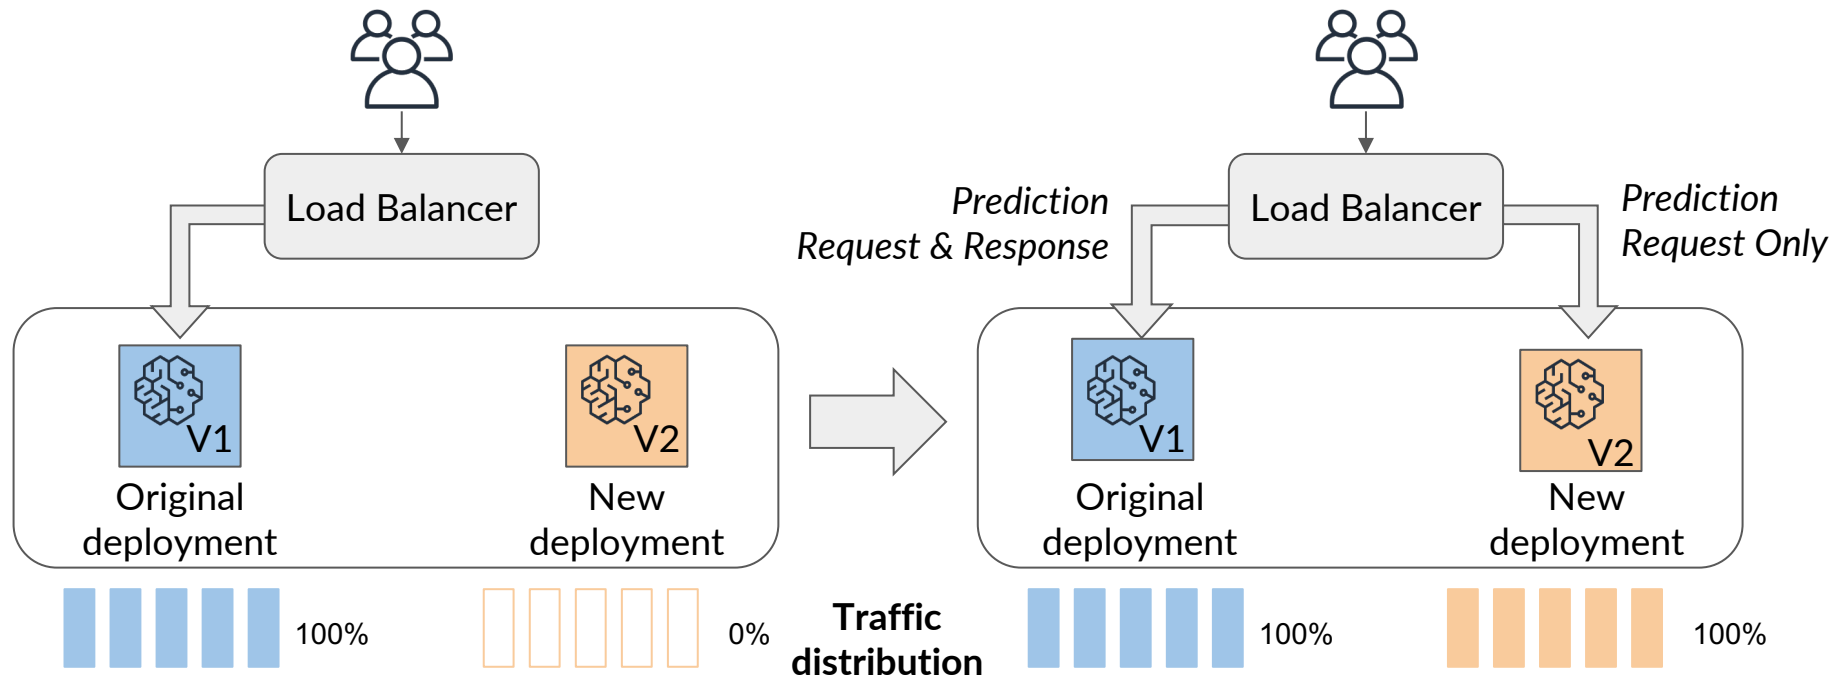 Load Balancer
V1
Original
deployment
V2
New
deployment
100%
0%
Traffic
distribution
Prediction
Request & Response
Load Balancer
Prediction
Request Only
V1
Original
deployment
V2
New
deployment
100%
100%